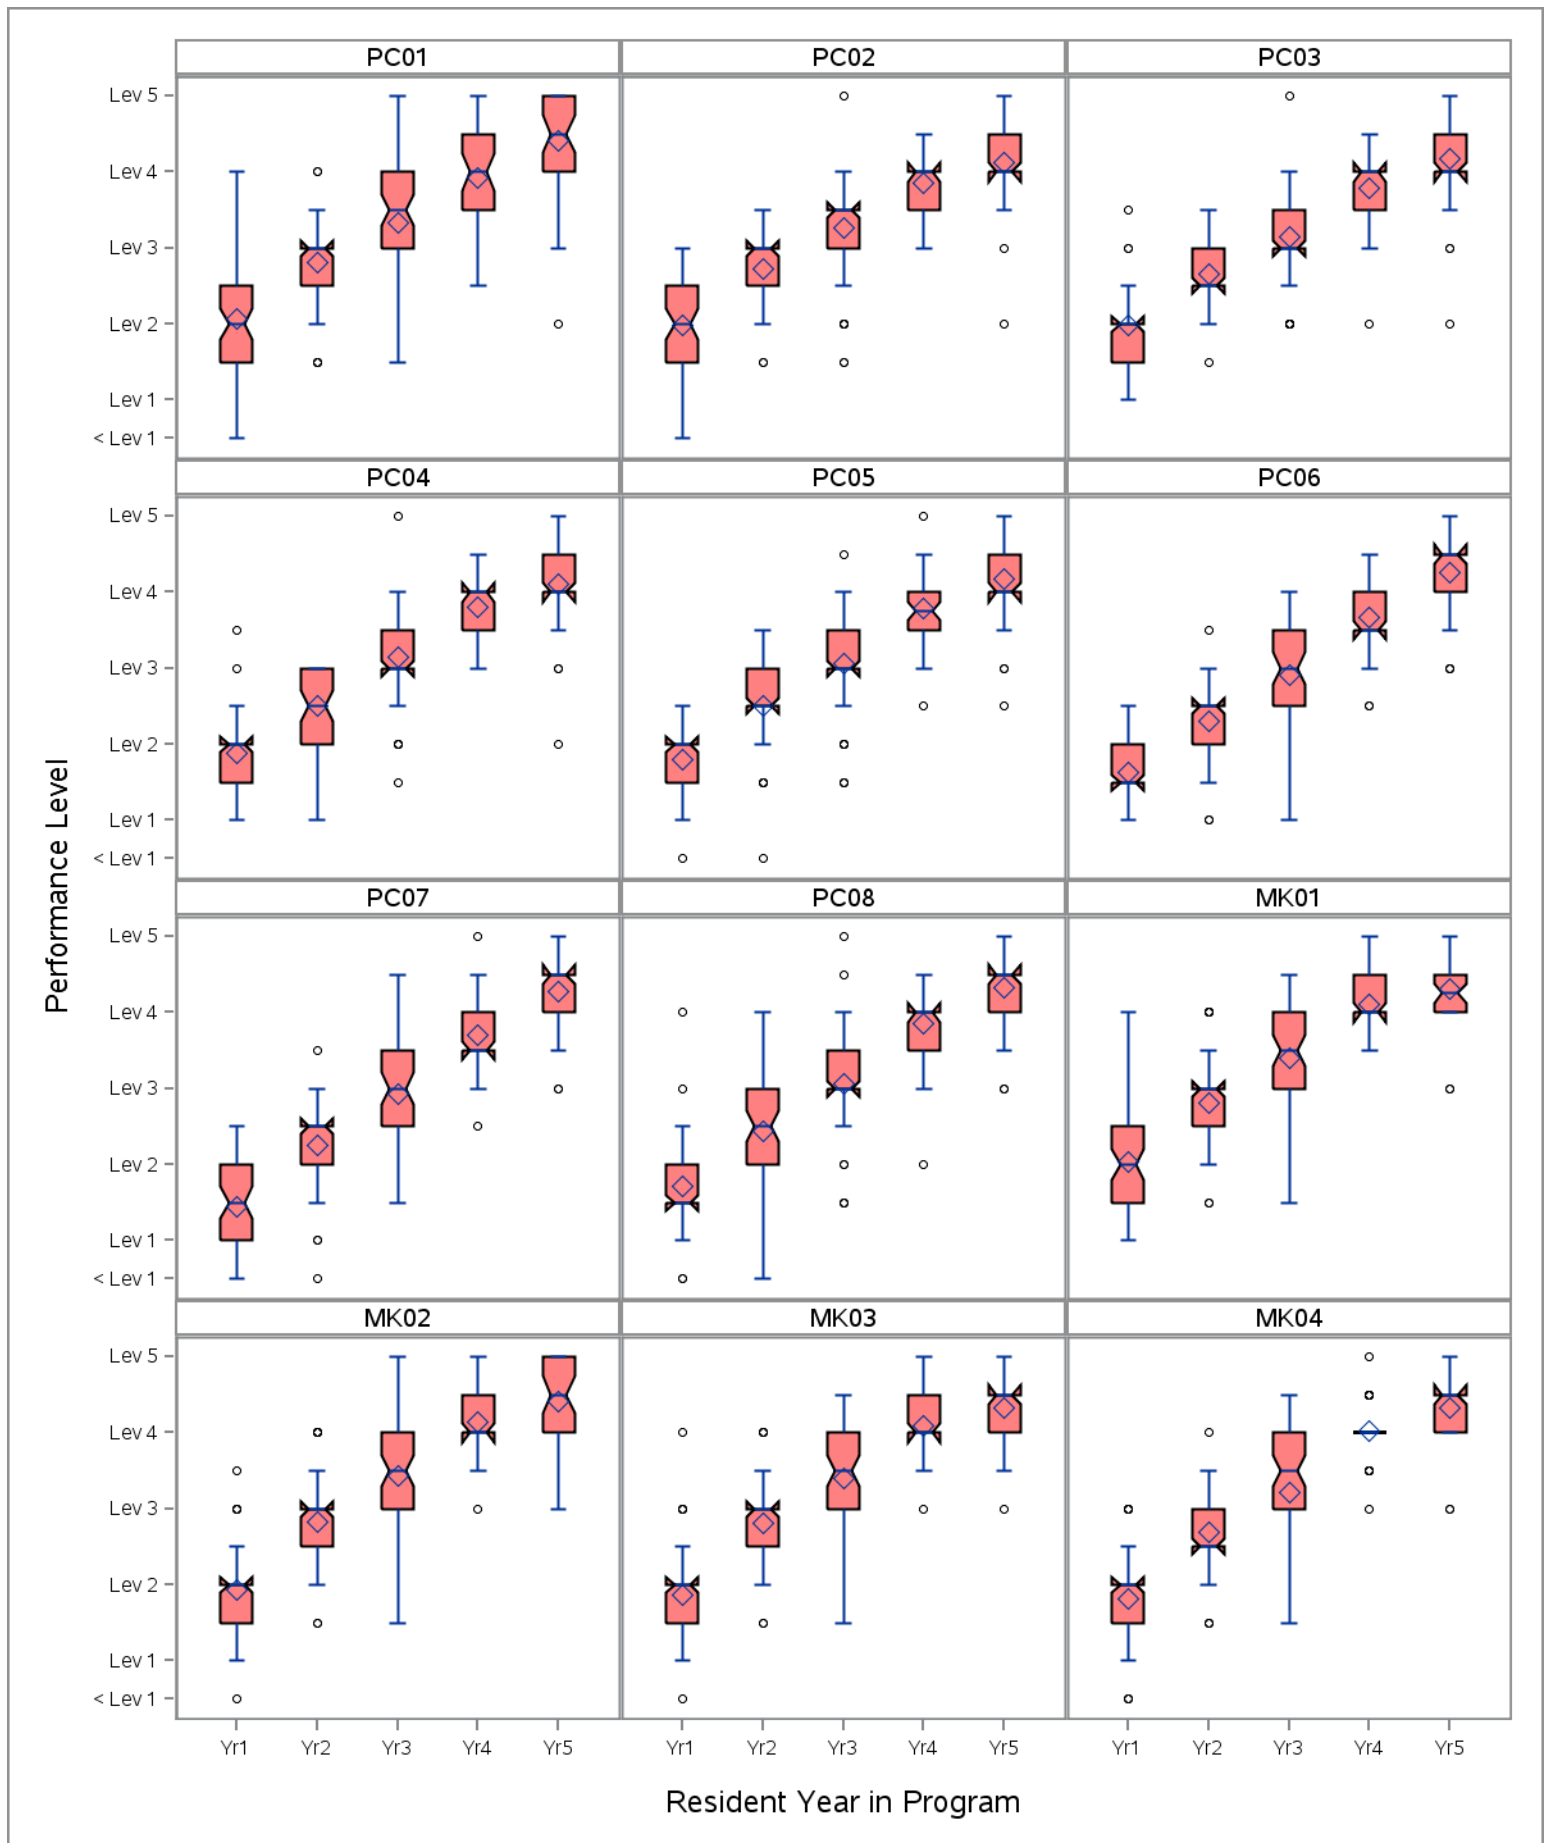 PC01 PC02 PC03
Lev 5
Lev 4
Lev 3
Lev 2
Lev 1
< Lev 1
PC04 PC05 PC06
Lev 5
Lev 4
Lev 3
Lev 2
Lev 1
< Lev 1
Performance Level
PC07 PC08 MK01
Lev 5
Lev 4
Lev 3
Lev 2
Lev 1
< Lev 1
MK02 MK03 MK04
Lev 5
Lev 4
Lev 3
Lev 2
Lev 1
< Lev 1
Yr1 Yr2 Yr3 Yr4 Yr5 Yr1 Yr2 Yr3 Yr4 Yr5 Yr1 Yr2 Yr3 Yr4 Yr5
Resident Year in Program